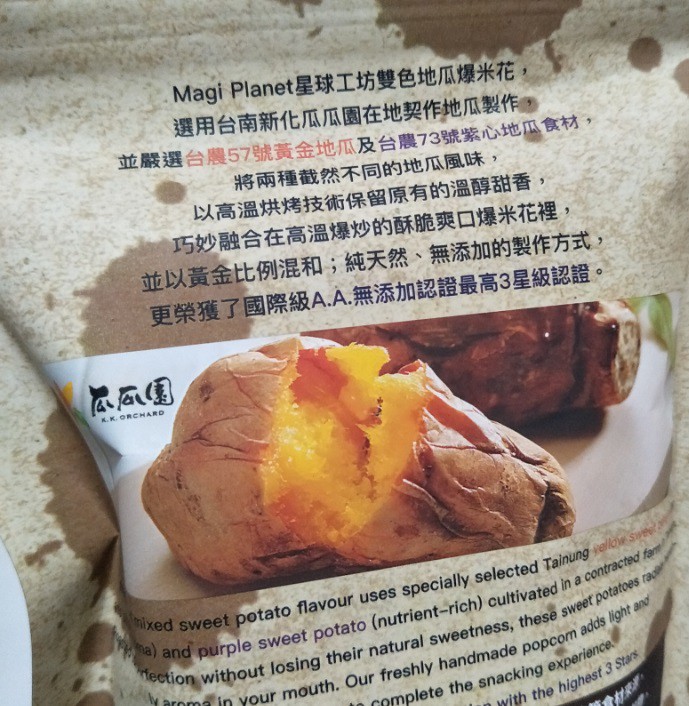 Magi Planet星球工坊雙色地瓜爆米花，
選用台南新化瓜瓜園在地契作地瓜製作，
並嚴選台農57號黃金地瓜及台農73號紫心地瓜食材，
將兩種截然不同的地瓜風味，
以高溫烘烤技術保留原有的溫醇甜香，
巧妙融合在高溫爆炒的酥脆爽口爆米花裡，
並以黃金比例混和；純天然、無添加的製作方式，
更榮獲了國際級A.A.無添加認證最高3星級認證。
瓜瓜園
K.K. ORCHARD
mixed sweet potato flavour uses specially selected Tainung yellow sweet
and purple sweet potato (nutrient-rich) cultivated in a contracted
without losing their natural sweetness, these sweet potatoes
aroma in your mouth. Our freshly handmade popcorn adds light and
complete the snacking experience.
with the highest 3 Stars